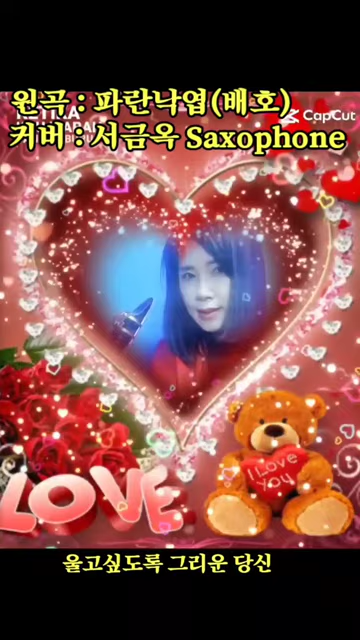 원곡 : 파란낙엽(배호)
CapCut
커버 : 서금옥 Saxophone
I Love
You
LOVE
울고싶도록 그리운 당신